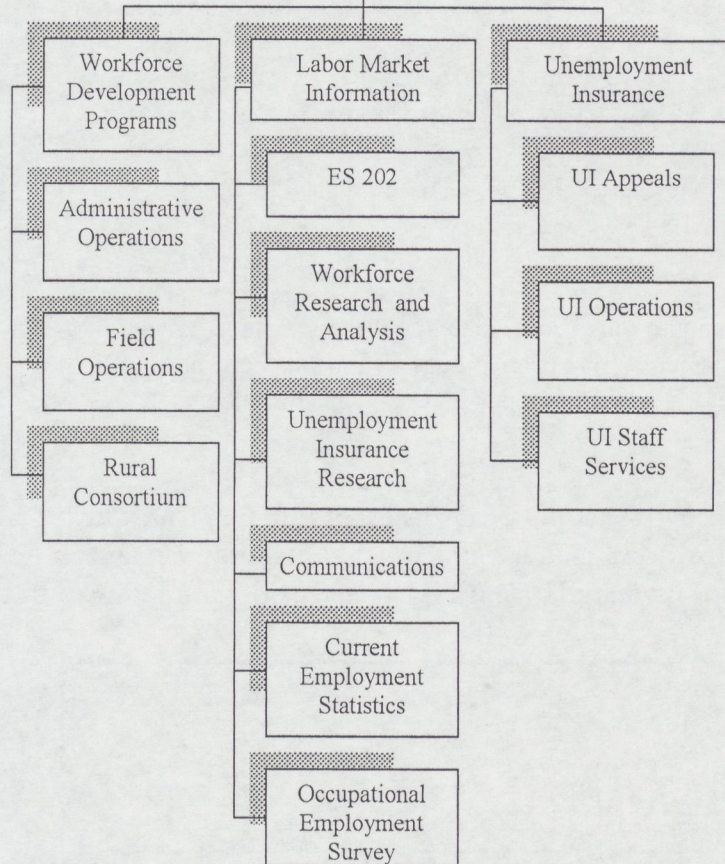 Workforce
Development
Programs
Administrative
Operations
Field
Operations
Rural
Consortium
Labor Market
Information
ES 202
Workforce
Research and
Analysis
Unemployment
Insurance
Research
Communications
Current
Employment
Statistics
Occupational
Employment
Survey
Unemployment
Insurance
UI Appeals
UI Operations
UI Staff
Services